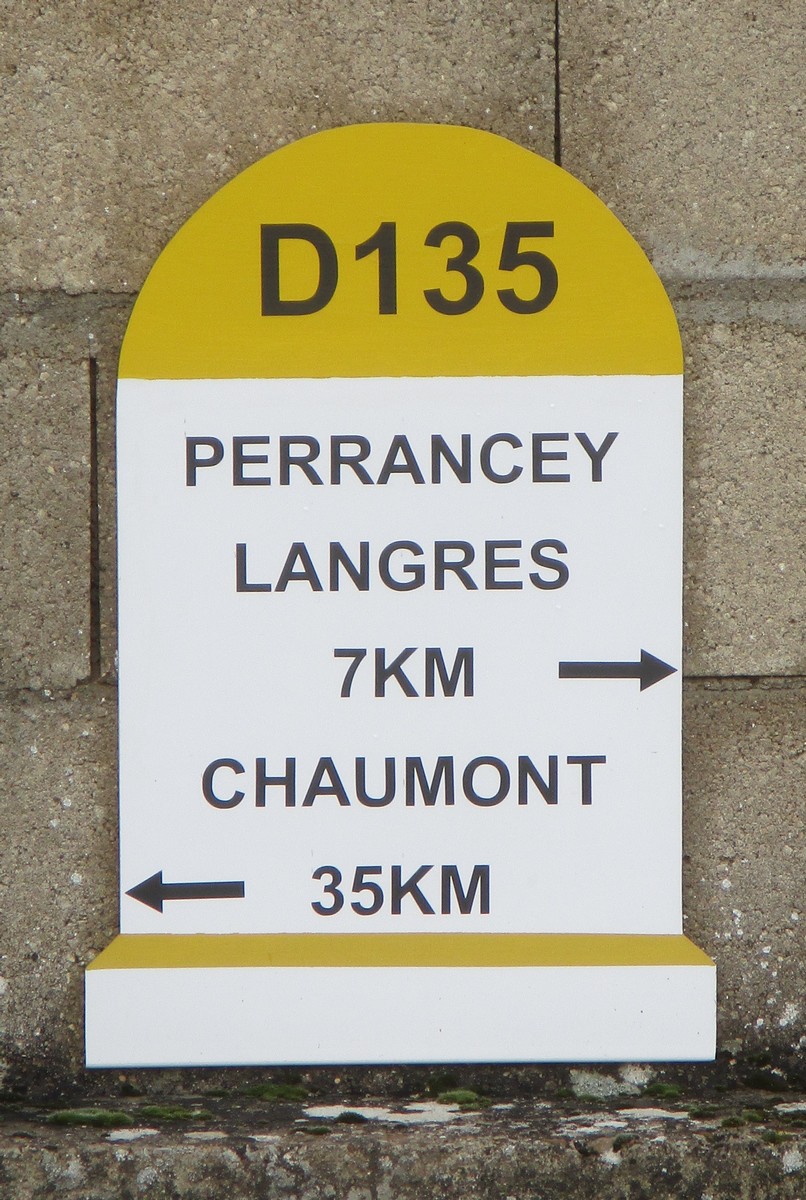 D135
PERRANCEY
LANGRES
7KM
CHAUMONT
35KM